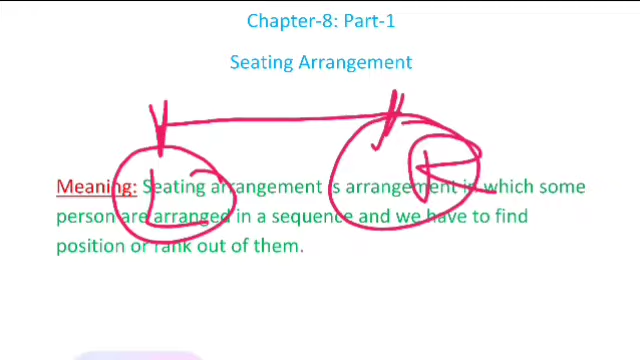 Chapter-8: Part-1
Seating Arrangement
L
R
Meaning: Seating arrangement is arrangement in which some
person are arranged in a sequence and we have to find
position or rank out of them.